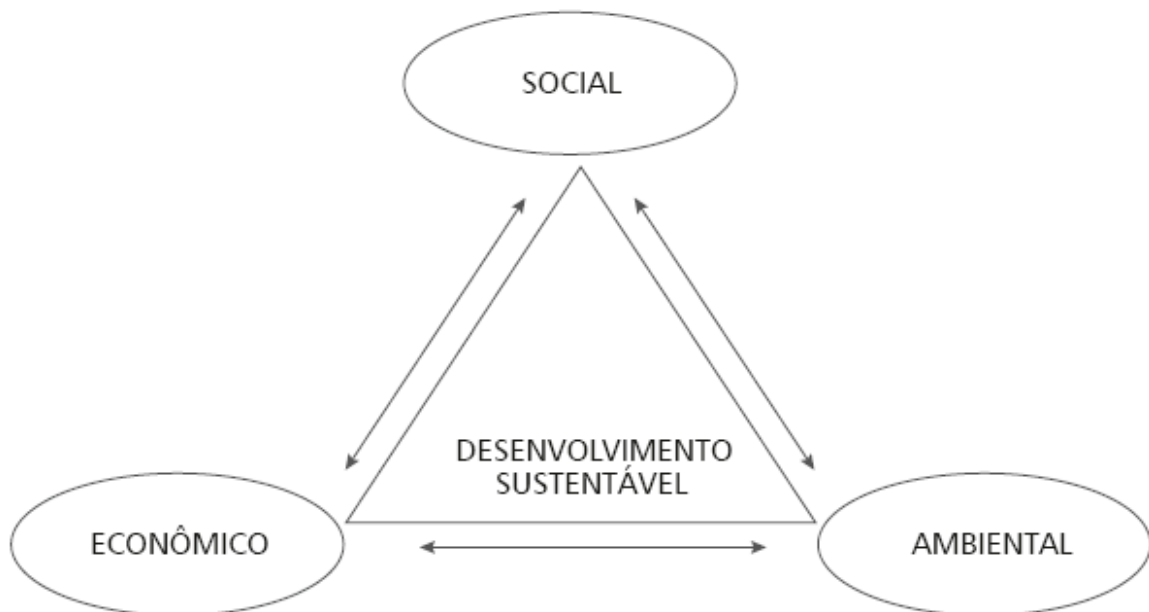 SOCIAL
DESENVOLVIMENTO
SUSTENTÁVEL
ECONÔMICO
AMBIENTAL